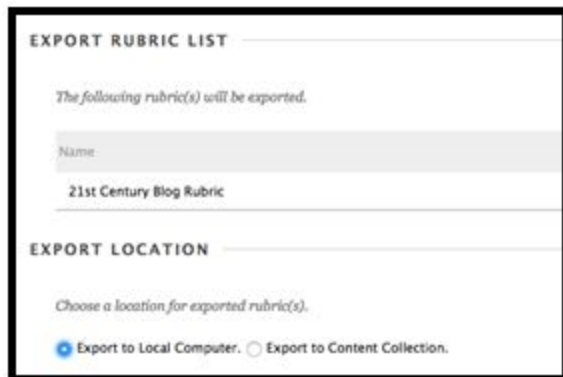 EXPORT RUBRIC LIST
The following rubric(s) will be exported.
Name
21st Century Blog Rubric
EXPORT LOCATION
Choose a location for exported rubric(s).
Export to Local Computer. Export to Content Collection.